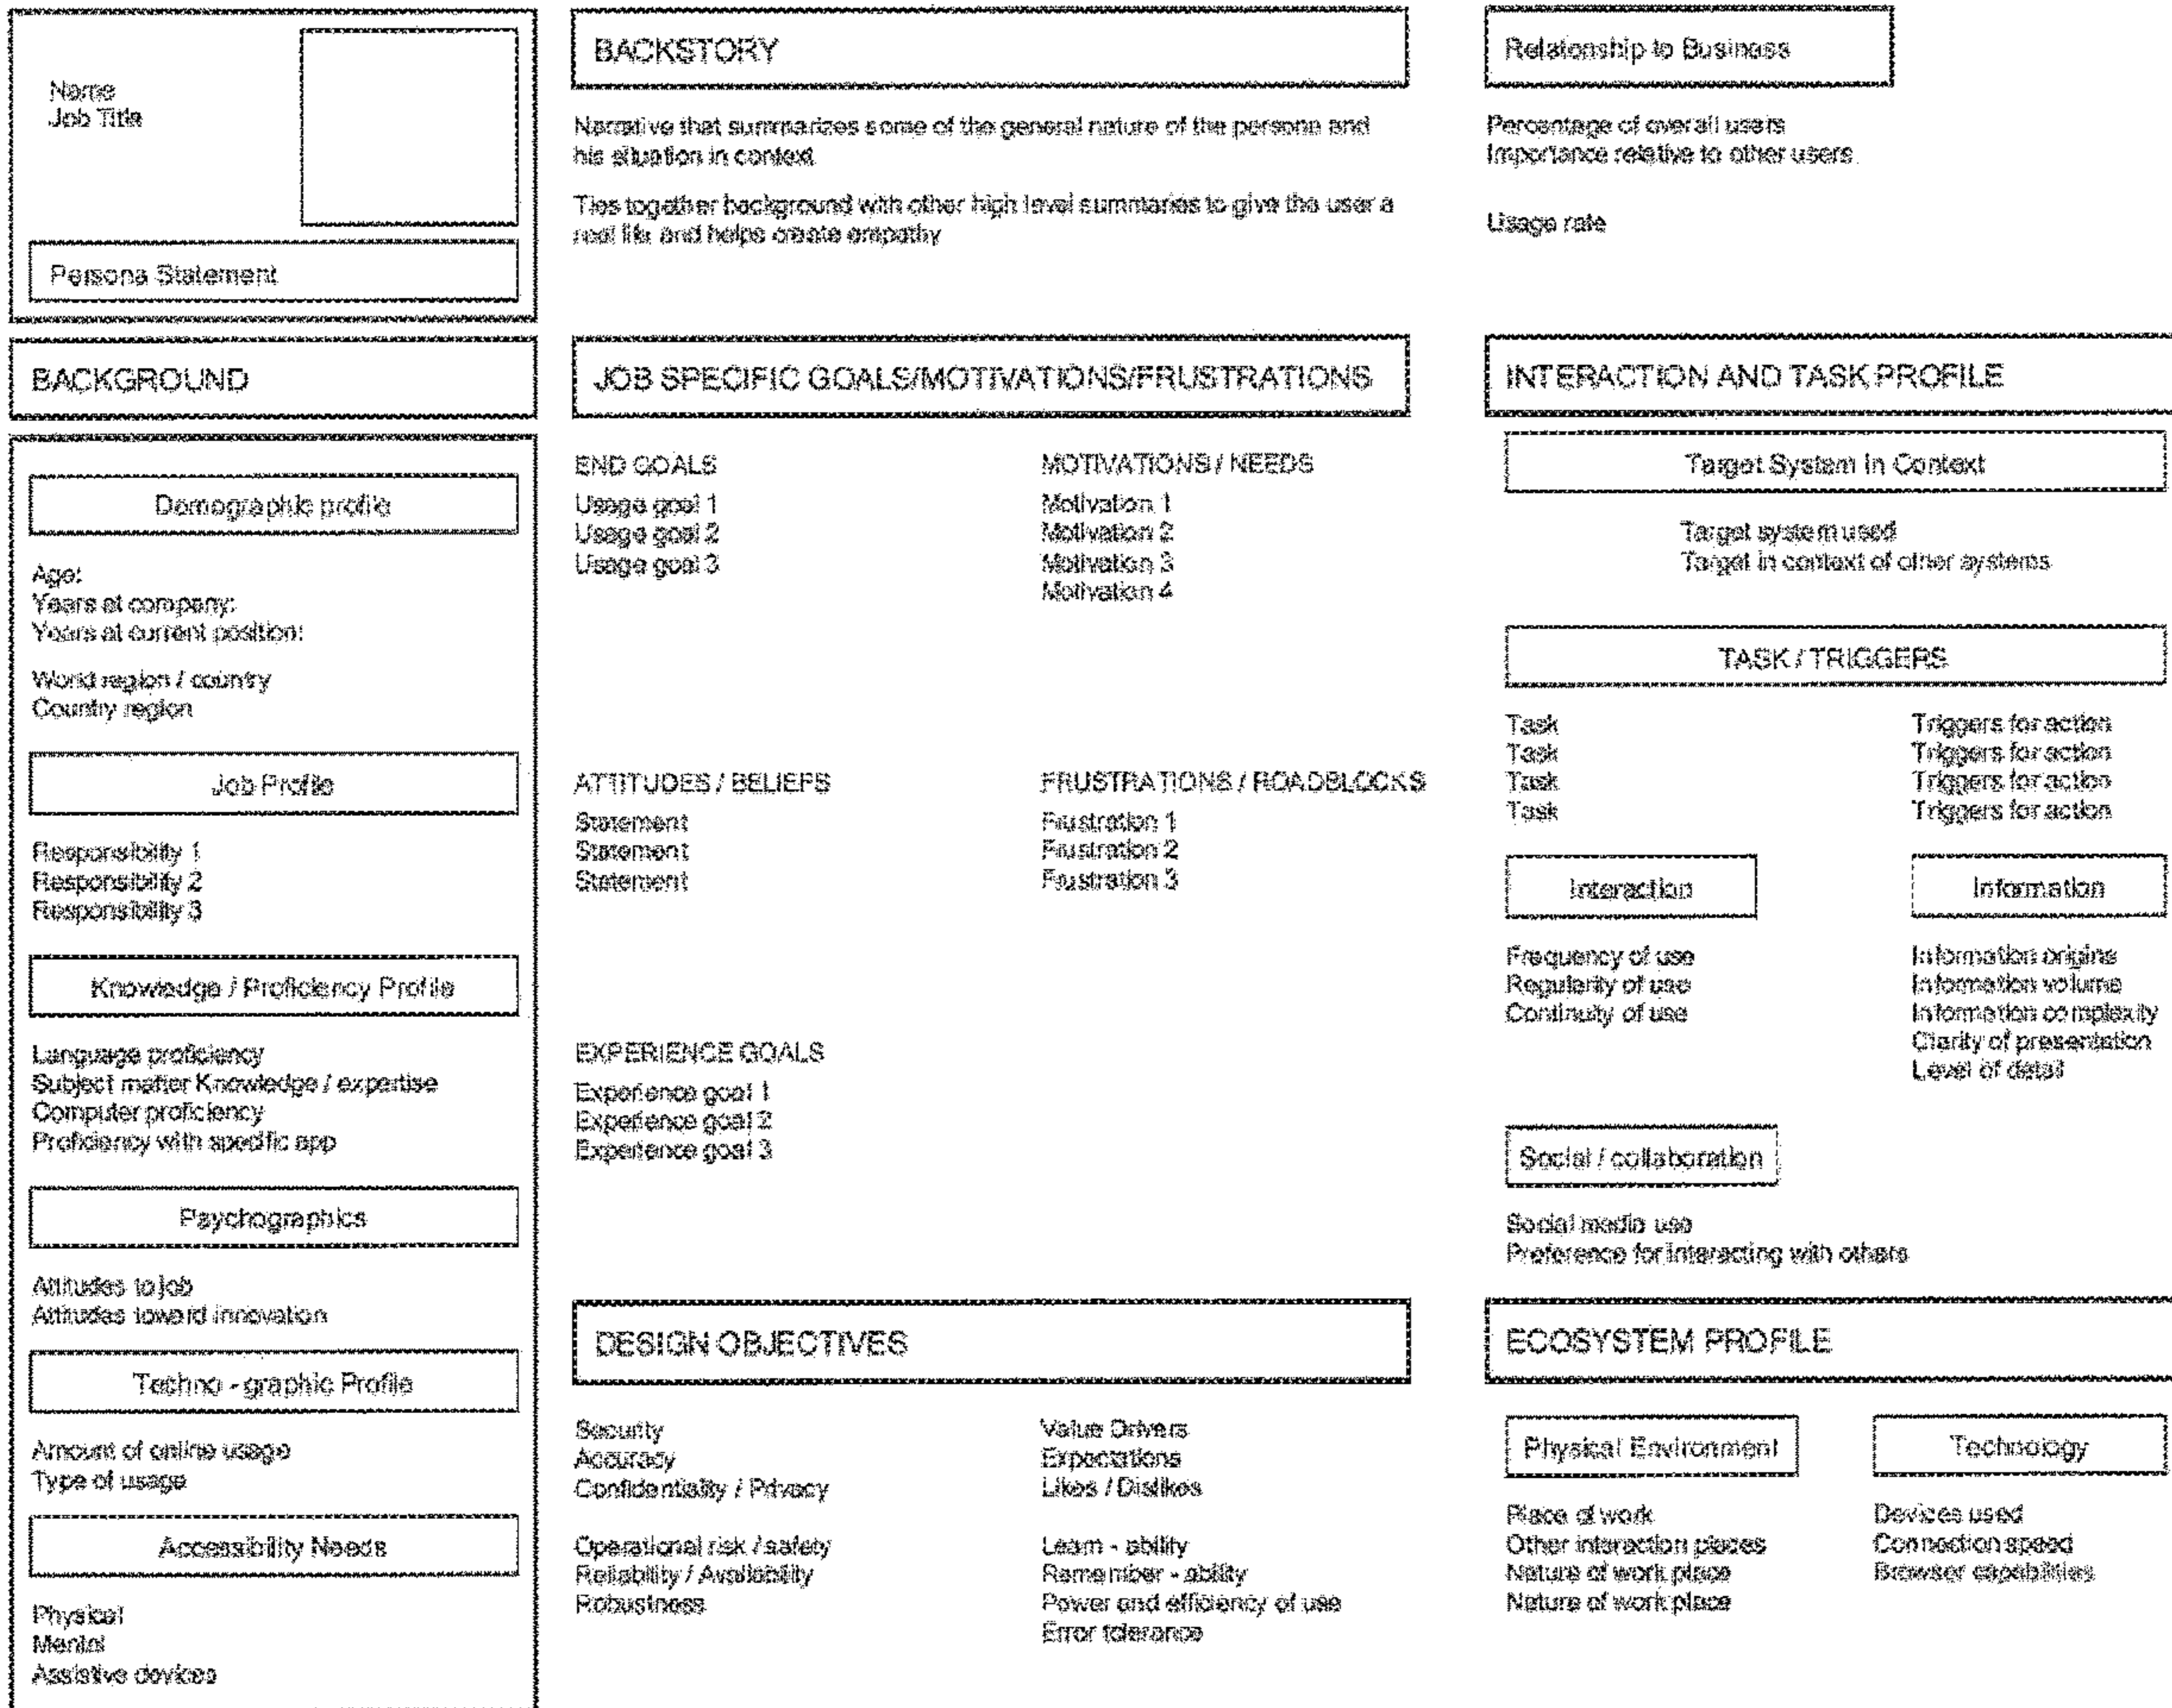 Name
Job Title
Persona Statement
BACKGROUND
Demographic profile
Age:
Years at company:
Years at current position:
World region / country
Country region
Job Profile
Responsibility 1
Responsibility 2
Responsibility 3
Knowledge / Proficiency Profile
Language proficiency
Subject matter Knowledge / expertise
Computer proficiency
Proficiency with specific app
Psychographics
Attitudes to job
Attitudes toward innovation
Techno - graphic Profile
Amount of online usage
Type of usage
Accessibility Needs
Physical
Mental
Assistive devices
BACKSTORY
Narrative that summarizes some of the general nature of the persona and
his situation in context
Ties together background with other high level summaries to give the user a
real life and helps create empathy
JOB SPECIFIC GOALS/MOTIVATIONS/FRUSTRATIONS
END GOALS
Usage goal 1
Usage goal 2
Usage goal 3
MOTIVATIONS / NEEDS
Motivation 1
Motivation 2
Motivation 3
Motivation 4
ATTITUDES / BELIEFS
Statement
Statement
Statement
FRUSTRATIONS / ROADBLOCKS
Frustration 1
Frustration 2
Frustration 3
EXPERIENCE GOALS
Experience goal 1
Experience goal 2
Experience goal 3
DESIGN OBJECTIVES
Security
Accuracy
Confidentiality / Privacy
Operational risk / safety
Reliability / Availability
Robustness
Value Drivers
Expectations
Likes / Dislikes
Learn - ability
Remember - ability
Power and efficiency of use
Error tolerance
Relationship to Business
Percentage of overall users
Importance relative to other users
Usage rate
INTERACTION AND TASK PROFILE
Target System in Context
Target system used
Target in context of other systems
TASK / TRIGGERS
Task
Task
Task
Task
Triggers for action
Triggers for action
Triggers for action
Triggers for action
Interaction
Frequency of use
Regularity of use
Continuity of use
Information
Information origins
Information volume
Information complexity
Clarity of presentation
Level of detail
Social / collaboration
Social media use
Preference for interacting with others
ECOSYSTEM PROFILE
Physical Environment
Place of work
Other interaction places
Nature of work place
Nature of work place
Technology
Devices used
Connection speed
Browser capabilities